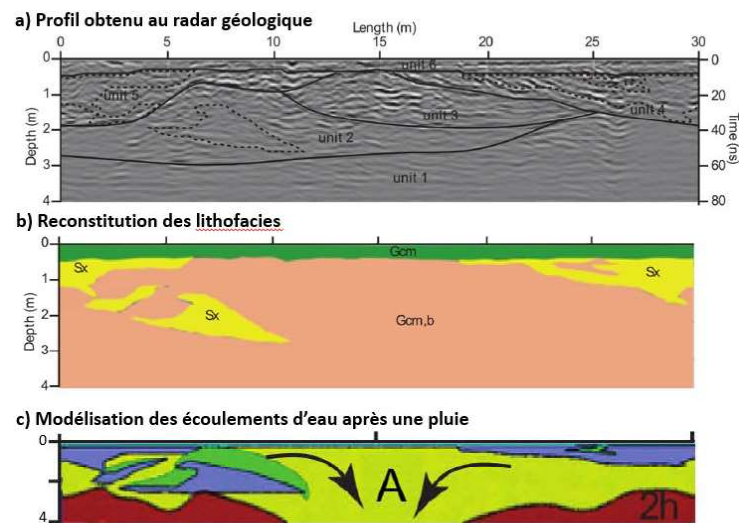 a) Profil obtenu au radar géologique
Length (m)
0 5 10 15 20 25 30
Depth (m)
0
1
2
3
4
Time (ns)
0
20
40
60
80
unit 6
unit 5
unit 4
unit 3
unit 2
unit 1
b) Reconstitution des lithofacies
Depth (m)
0
1
2
3
4
Gcm
Sx
Sx
Sx
Gcm,b
c) Modélisation des écoulements d'eau après une pluie
0
4
A
2h